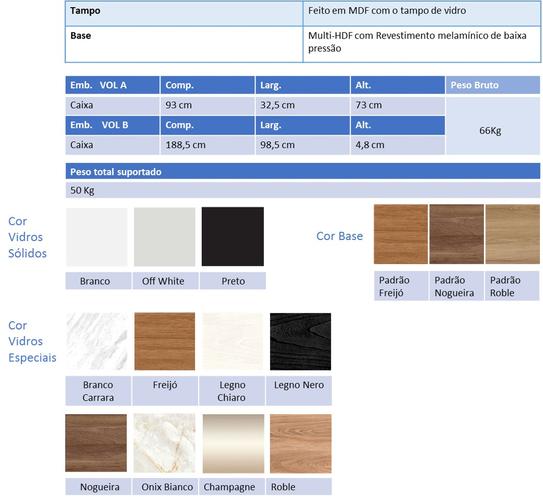 Tampo Feito em MDF com o tampo de vidro
Base Multi-HDF com Revestimento melamínico de baixa
pressão
Emb. VOL A Comp. Larg. Alt. Peso Bruto
Caixa 93 cm 32,5 cm 73 cm
Emb. VOL B Comp. Larg. Alt.
66Kg
Caixa 188,5 cm 98,5 cm 4,8 cm
Peso total suportado
50 Kg
Cor
Vidros
Sólidos
Branco Off White Preto
Cor Base
Padrão
Freijó
Padrão
Nogueira
Padrão
Roble
Cor
Vidros
Especiais
Branco
Carrara
Freijó
Legno
Chiaro
Legno Nero
Nogueira Onix Bianco Champagne Roble